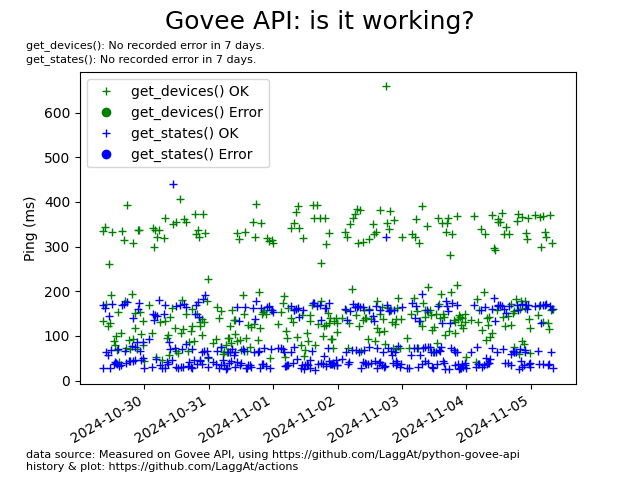 Govee API: is it working?
get_devices(): No recorded error in 7 days.
get_states(): No recorded error in 7 days.
get_devices() OK
get_devices() Error
get_states() OK
get_states() Error
Ping (ms)
600
500
400
300
200
100
0
2024-10-30
2024-10-31
2024-11-01
2024-11-02
2024-11-03
2024-11-04
2024-11-05
data source: Measured on Govee API, using https://github.com/LaggAt/python-govee-api
history & plot: https://github.com/LaggAt/actions